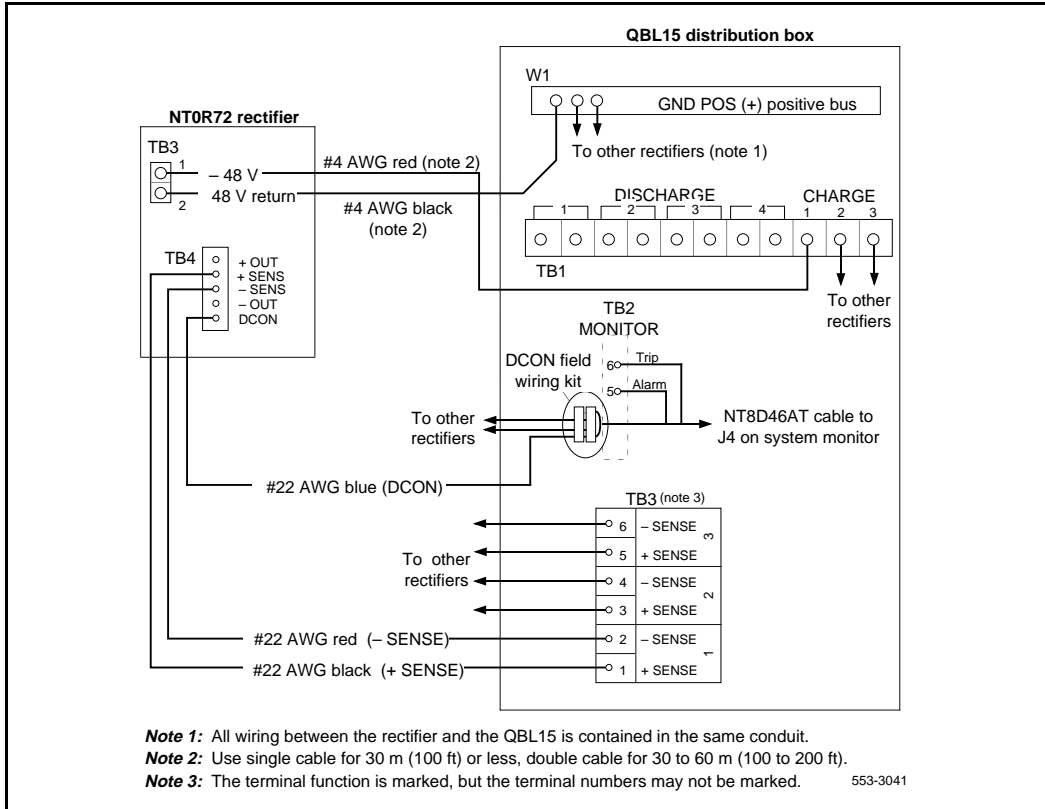 QBL15 distribution box
W1
GND POS (+) positive bus
To other rectifiers (note 1)
NT0R72 rectifier
TB3
1
– 48 V
#4 AWG red (note 2)
48 V return
2
#4 AWG black
(note 2)
DISCHARGE
CHARGE
1 2 3 4 1 2 3
TB1
To other
rectifiers
TB4
+ OUT
+ SENS
– SENS
– OUT
DCON
TB2
MONITOR
DCON field
wiring kit
6 Trip
5 Alarm
To other
rectifiers
NT8D46AT cable to
J4 on system monitor
#22 AWG blue (DCON)
TB3 (note 3)
6 – SENSE
5 + SENSE
3
To other
rectifiers
4 – SENSE
3 + SENSE
2
#22 AWG red (– SENSE)
2 – SENSE
#22 AWG black (+ SENSE)
1 + SENSE
1
Note 1: All wiring between the rectifier and the QBL15 is contained in the same conduit.
Note 2: Use single cable for 30 m (100 ft) or less, double cable for 30 to 60 m (100 to 200 ft).
Note 3: The terminal function is marked, but the terminal numbers may not be marked.
553-3041